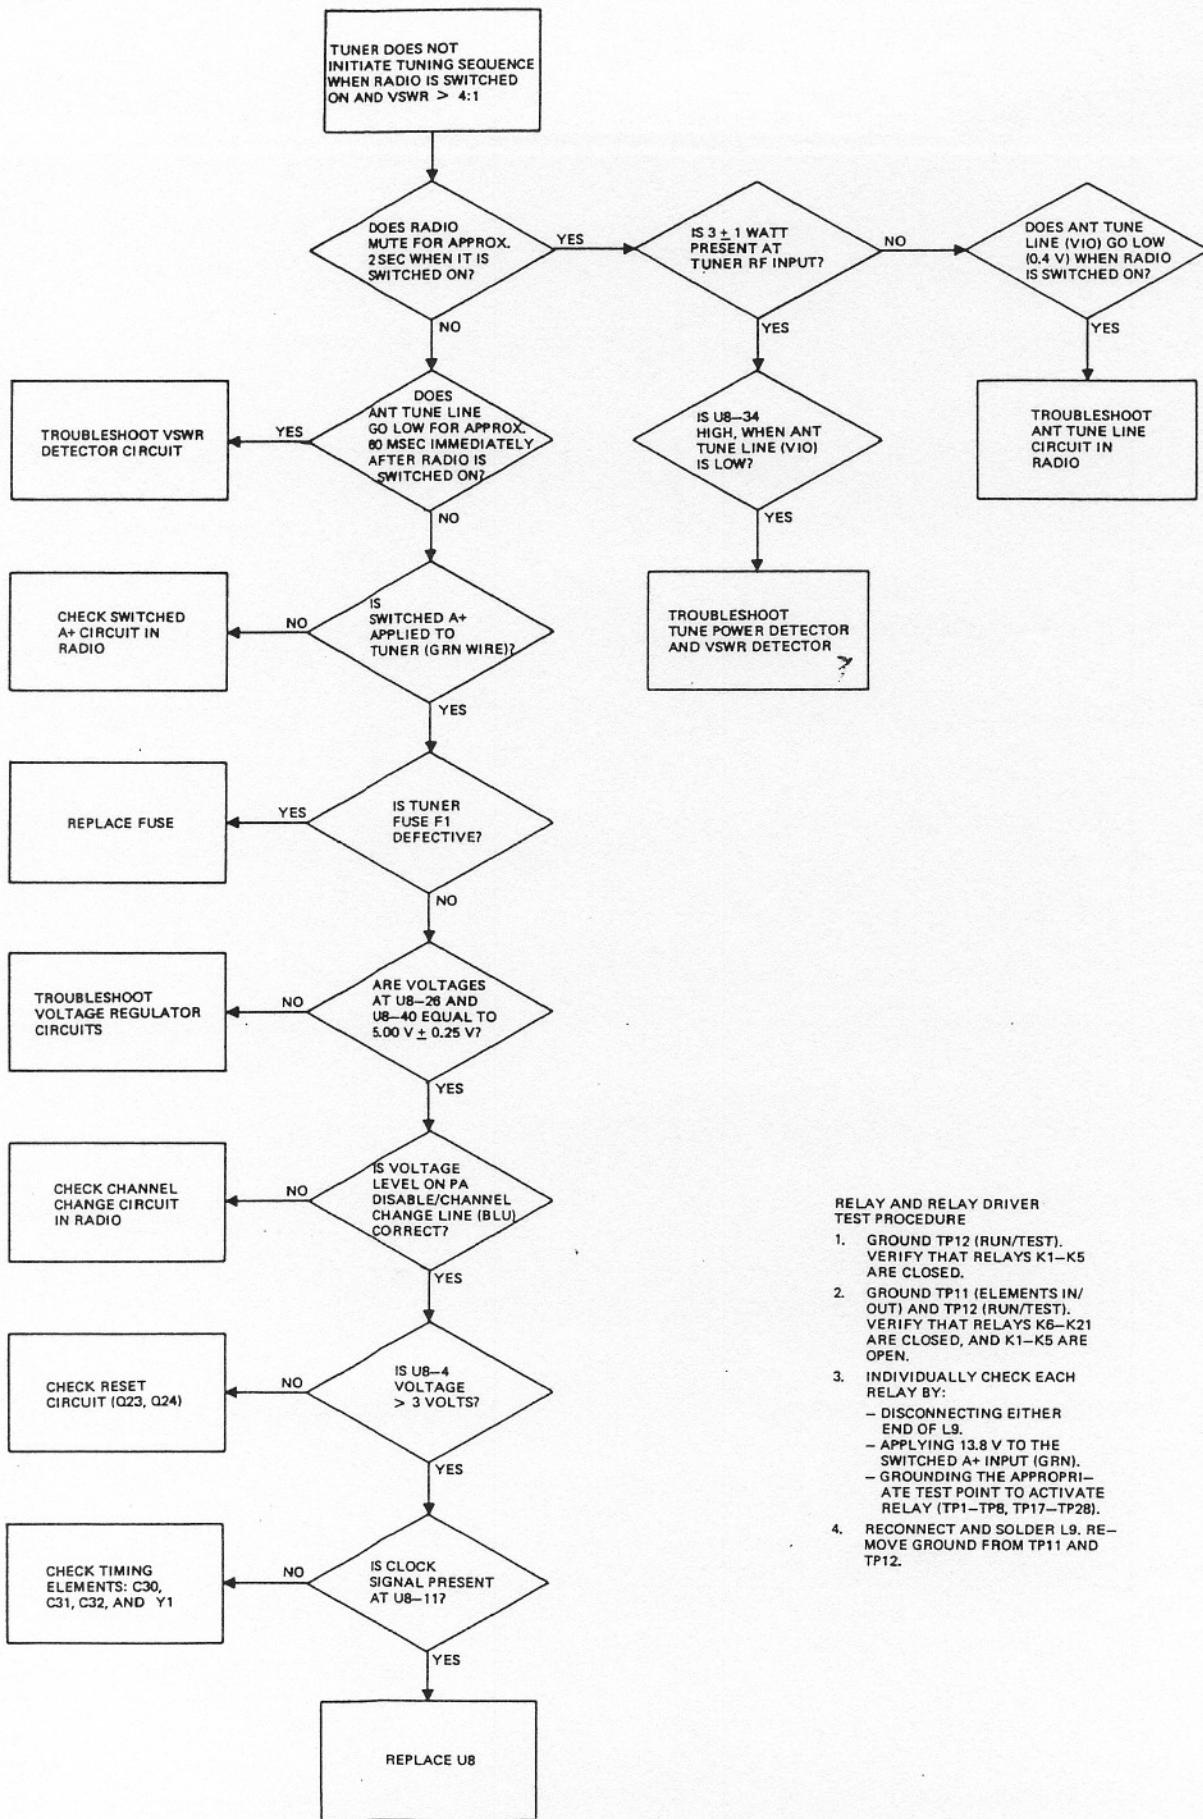 TUNER DOES NOT
INITIATE TUNING SEQUENCE
WHEN RADIO IS SWITCHED
ON AND VSWR > 4:1
DOES RADIO
MUTE FOR APPROX.
2 SEC WHEN IT IS
SWITCHED ON?
YES
IS 3 ± 1 WATT
PRESENT AT
TUNER RF INPUT?
NO
DOES ANT TUNE
LINE (VIO) GO LOW
(0.4 V) WHEN RADIO
IS SWITCHED ON?
NO
YES
YES
DOES
ANT TUNE LINE
GO LOW FOR APPROX.
60 MSEC IMMEDIATELY
AFTER RADIO IS
SWITCHED ON?
YES
TROUBLESHOOT VSWR
DETECTOR CIRCUIT
IS U8–34
HIGH, WHEN ANT
TUNE LINE (VIO)
IS LOW?
TROUBLESHOOT
ANT TUNE LINE
CIRCUIT IN
RADIO
NO
YES
IS
SWITCHED A+
APPLIED TO
TUNER (GRN WIRE)?
NO
CHECK SWITCHED
A+ CIRCUIT IN
RADIO
TROUBLESHOOT
TUNE POWER DETECTOR
AND VSWR DETECTOR
YES
IS TUNER
FUSE F1
DEFECTIVE?
YES
REPLACE FUSE
NO
ARE VOLTAGES
AT U8–26 AND
U8–40 EQUAL TO
5.00 V ± 0.25 V?
NO
TROUBLESHOOT
VOLTAGE REGULATOR
CIRCUITS
YES
IS VOLTAGE
LEVEL ON PA
DISABLE/CHANNEL
CHANGE LINE (BLU)
CORRECT?
NO
CHECK CHANNEL
CHANGE CIRCUIT
IN RADIO
YES
IS U8–4
VOLTAGE
> 3 VOLTS?
NO
CHECK RESET
CIRCUIT (Q23, Q24)
YES
IS CLOCK
SIGNAL PRESENT
AT U8–11?
NO
CHECK TIMING
ELEMENTS: C30,
C31, C32, AND Y1
YES
REPLACE U8
RELAY AND RELAY DRIVER
TEST PROCEDURE
1. GROUND TP12 (RUN/TEST).
VERIFY THAT RELAYS K1–K5
ARE CLOSED.
2. GROUND TP11 (ELEMENTS IN/
OUT) AND TP12 (RUN/TEST).
VERIFY THAT RELAYS K6–K21
ARE CLOSED, AND K1–K5 ARE
OPEN.
3. INDIVIDUALLY CHECK EACH
RELAY BY:
– DISCONNECTING EITHER
END OF L9.
– APPLYING 13.8 V TO THE
SWITCHED A+ INPUT (GRN).
– GROUNDING THE APPROPRI–
ATE TEST POINT TO ACTIVATE
RELAY (TP1–TP8, TP17–TP28).
4. RECONNECT AND SOLDER L9. RE–
MOVE GROUND FROM TP11 AND
TP12.